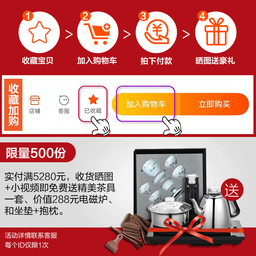 1
2
3
4
收藏宝贝
加入购物车
拍下付款
晒图送豪礼
收藏加购
店铺
客服
已收藏
加入购物车
立即购买
限量500份
实付满5280元，收货晒图
+小视频即免费送精美茶具
一套、价值288元电磁炉、
和坐垫+抱枕。
送
活动详情联系客服
每个ID仅限1次